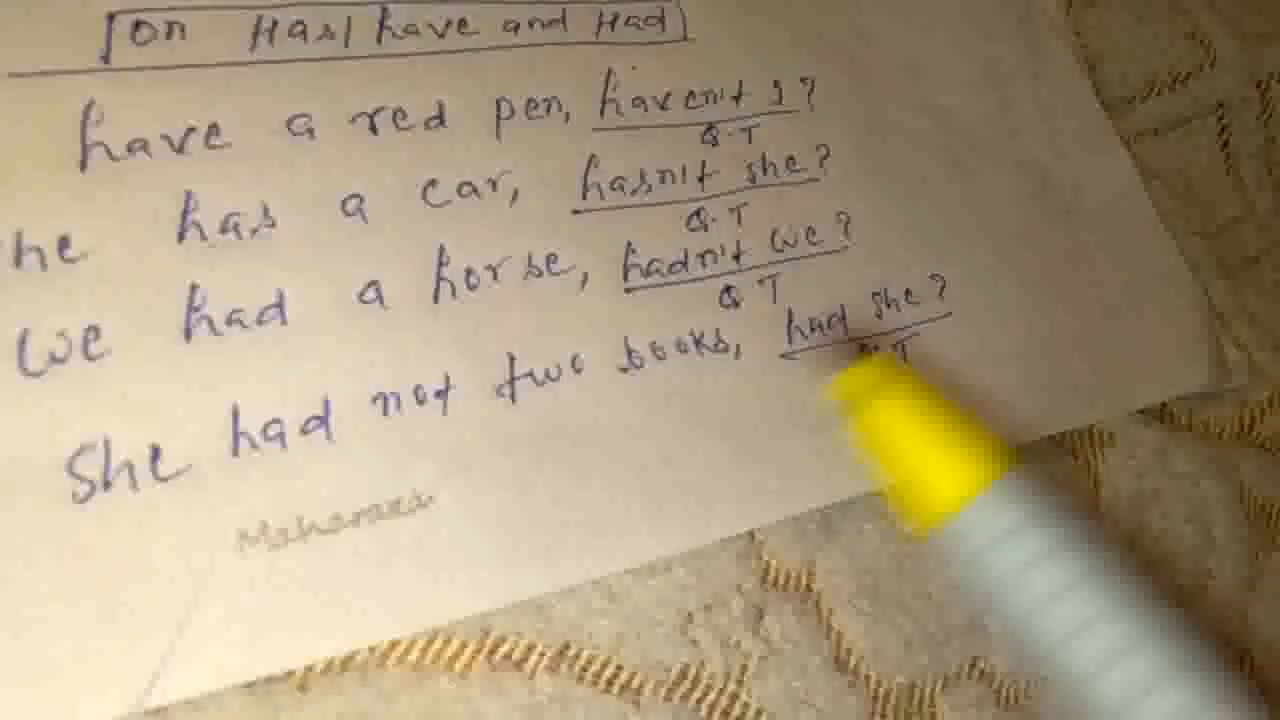 on Has/have and Had
have a red pen, haven't I?
Q.T
he has a car, hasn't she?
Q.T
we had a horse, hadn't we?
Q T
She had not two books, had she?
Q.T